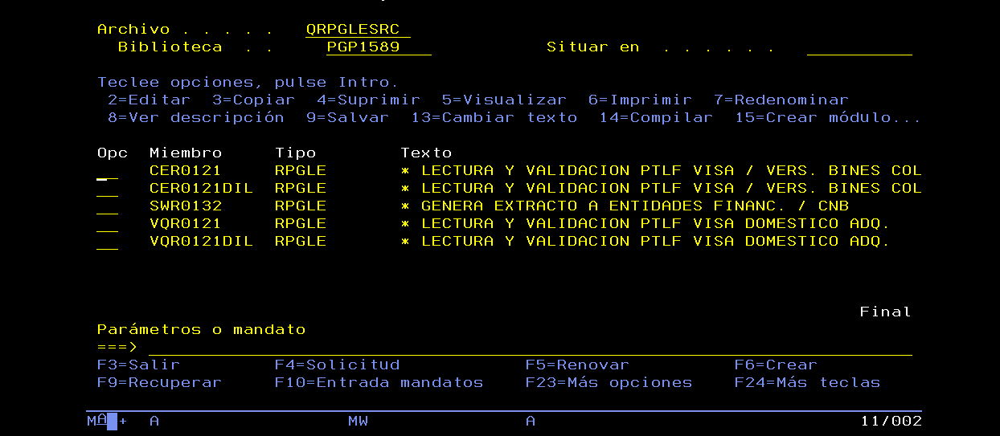 Archivo . . . . .   QRPGLESRC
Biblioteca  . .     PGP1589           Situar en  . . . . . .
Teclee opciones, pulse Intro.
2=Editar  3=Copiar  4=Suprimir  5=Visualizar  6=Imprimir  7=Redenominar
8=Ver descripción  9=Salvar  13=Cambiar texto  14=Compilar  15=Crear módulo...
Opc  Miembro     Tipo        Texto
CER0121     RPGLE       * LECTURA Y VALIDACION PTLF VISA / VERS. BINES COL
CER0121DIL  RPGLE       * LECTURA Y VALIDACION PTLF VISA / VERS. BINES COL
SWR0132     RPGLE       * GENERA EXTRACTO A ENTIDADES FINANC. / CNB
VQR0121     RPGLE       * LECTURA Y VALIDACION PTLF VISA DOMESTICO ADQ.
VQR0121DIL  RPGLE       * LECTURA Y VALIDACION PTLF VISA DOMESTICO ADQ.
Final
Parámetros o mandato
===>
F3=Salir         F4=Solicitud            F5=Renovar          F6=Crear
F9=Recuperar     F10=Entrada mandatos    F23=Más opciones    F24=Más teclas
MA + A MW A 11/002